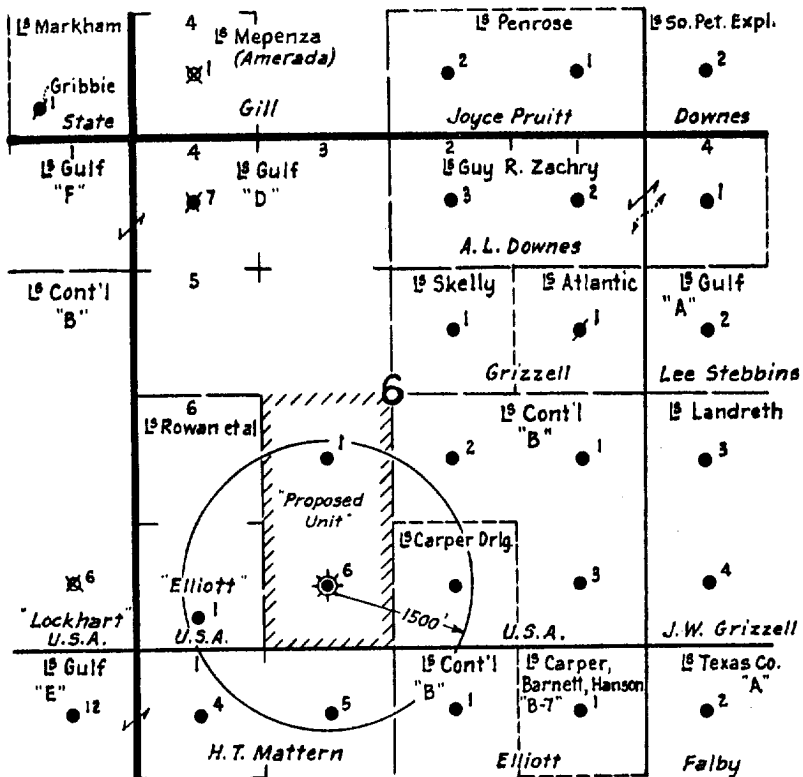 Ls Markham
4
Ls Mepenza
(Amerada)
1
Gribbie
1
State
Gill
Ls Penrose
2
1
Joyce Pruitt
Ls So. Pet. Expl.
2
Downes
1
Ls Gulf
"F"
4
Ls Gulf
"D"
7
3
2
Ls Guy R. Zachry
3
2
A.L. Downes
4
1
Ls Cont'l
"B"
5
Ls Skelly
1
Ls Atlantic
1
Grizzell
Ls Gulf
"A"
2
Lee Stebbins
6
6
Ls Rowan et al
1
"Proposed
Unit"
Ls Cont'l
"B"
2
1
Ls Landreth
3
Ls Carper Drlg
6
"Lockhart"
U.S.A.
"Elliott"
1
U.S.A.
6
1500'
3
U.S.A.
4
J.W. Grizzell
Ls Gulf
"E"
12
1
4
5
H.T. Mattern
Ls Cont'l
"B"
1
Ls Carper,
Barnett, Hanson
"B-7"
1
Elliott
Ls Texas Co.
"A"
2
Falby